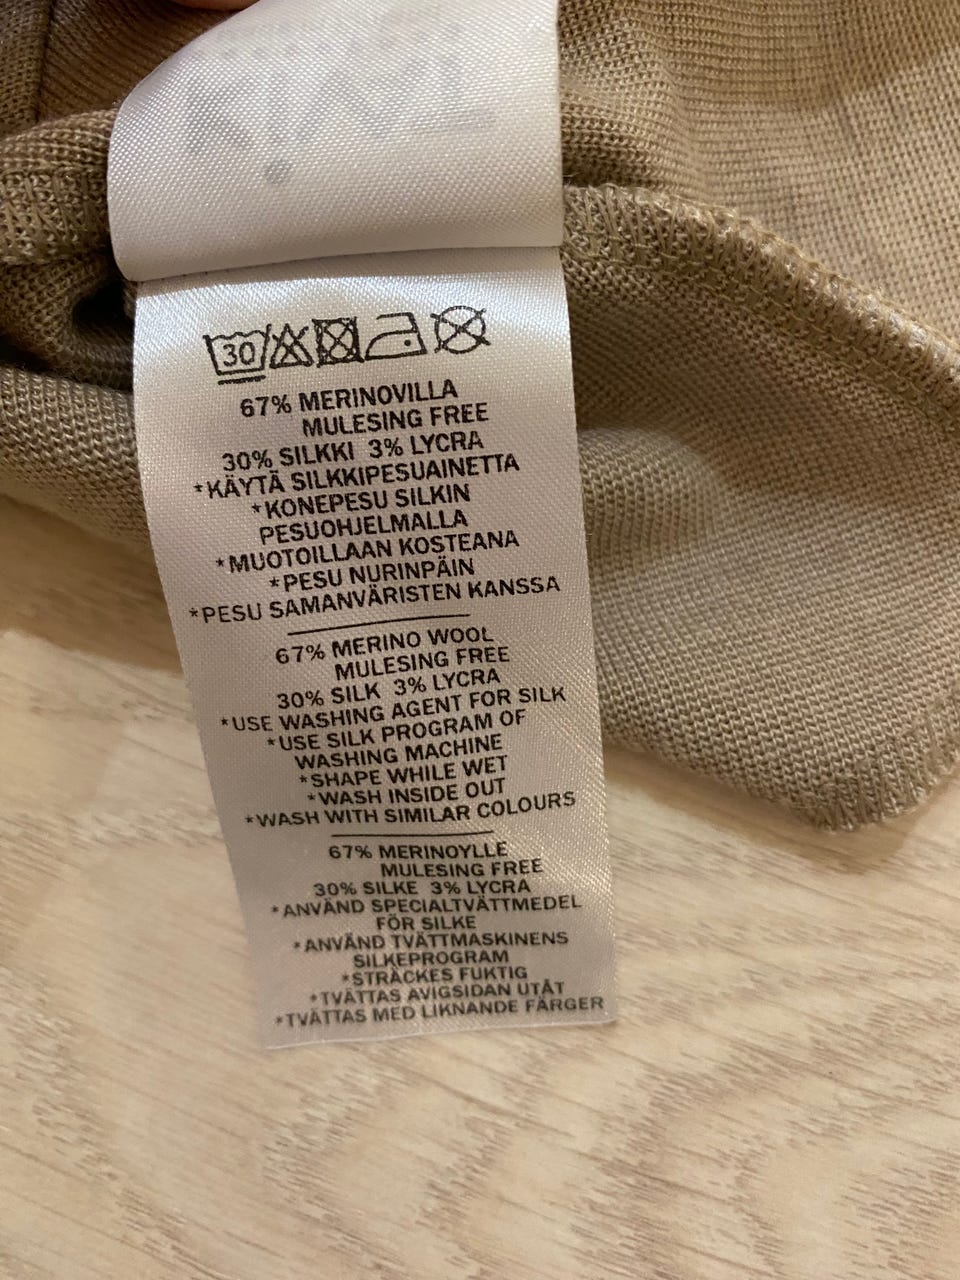 30
67% MERINOVILLA
MULESING FREE
30% SILKKI 3% LYCRA
*KÄYTÄ SILKKIPESUAINETTA
*KONEPESU SILKIN
PESUOHJELMALLA
*MUOTOILLAAN KOSTEANA
*PESU NURINPÄIN
*PESU SAMANVÄRISTEN KANSSA
67% MERINO WOOL
MULESING FREE
30% SILK 3% LYCRA
*USE WASHING AGENT FOR SILK
*USE SILK PROGRAM OF
WASHING MACHINE
*SHAPE WHILE WET
*WASH INSIDE OUT
*WASH WITH SIMILAR COLOURS
67% MERINOYLLE
MULESING FREE
30% SILKE 3% LYCRA
*ANVÄND SPECIALTVÄTTMEDEL
FÖR SILKE
*ANVÄND TVÄTTMASKINENS
SILKEPROGRAM
*STRÄCKES FUKTIG
*TVÄTTAS AVIGSIDAN UTÅT
*TVÄTTAS MED LIKNANDE FÄRGER